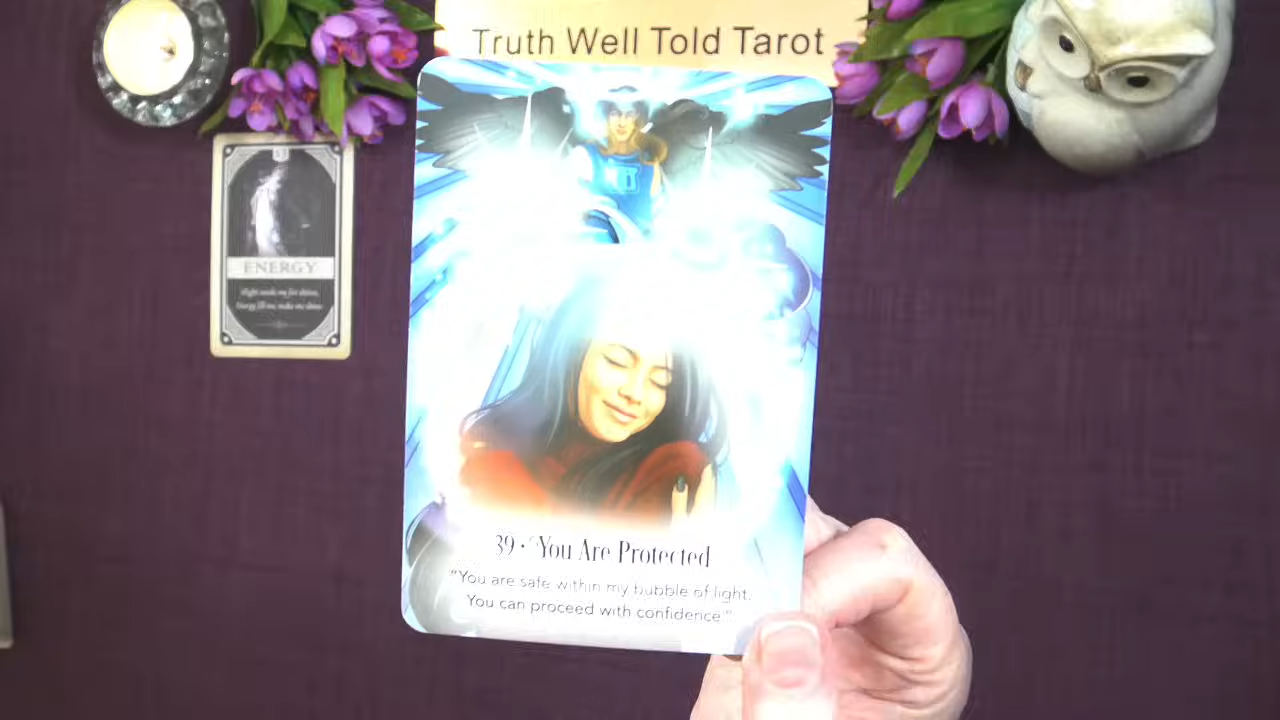 Truth Well Told Tarot
ENERGY
39 • You Are Protected
"You are safe within my bubble of light.
You can proceed with confidence."